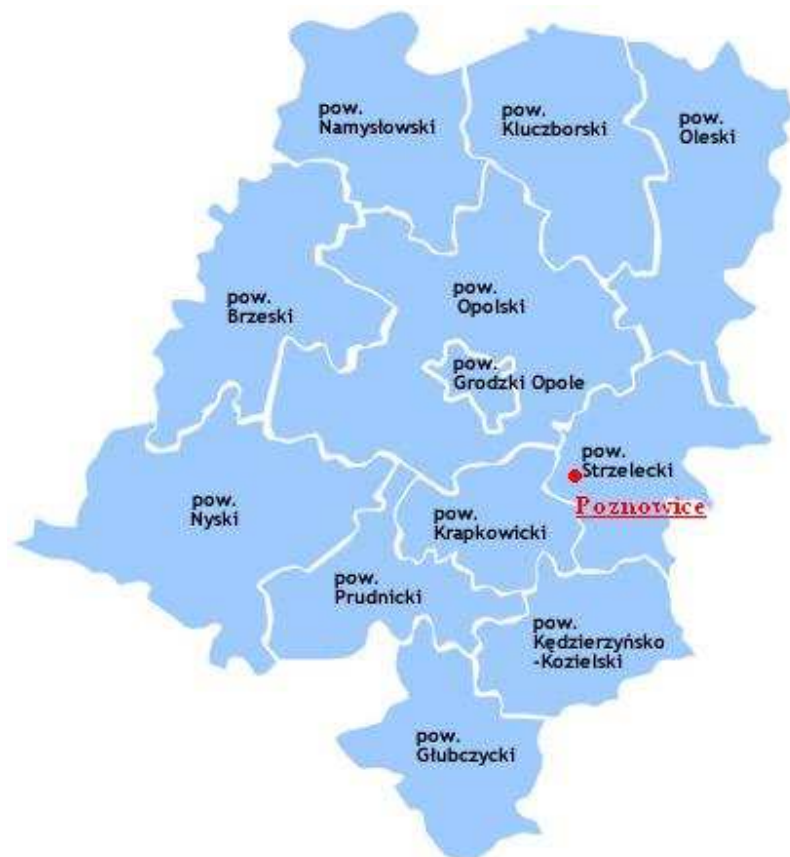 pow.
Namysłowski
pow.
Kluczborski
pow.
Oleski
pow.
Brzeski
pow.
Opolski
pow.
Grodzki Opole
pow.
Strzelecki
Poznowice
pow.
Nyski
pow.
Krapkowicki
pow.
Prudnicki
pow.
Kędzierzyńsko
-Kozielski
pow.
Głubczycki